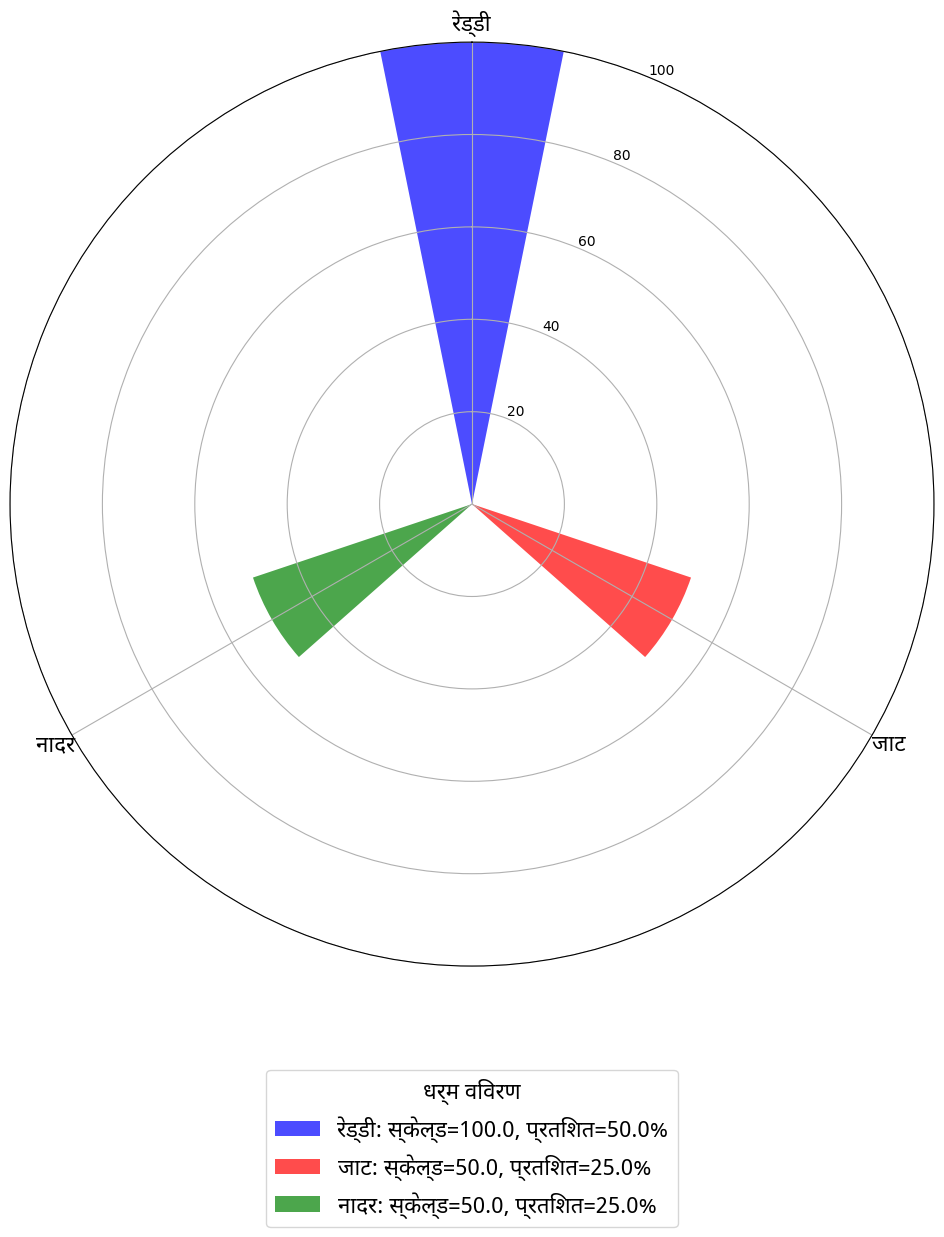 रेड्डी
100
80
60
40
20
नादर
जाट
धर्म विवरण
रेड्डी: स्केल्ड=100.0, प्रतिशत=50.0%
जाट: स्केल्ड=50.0, प्रतिशत=25.0%
नादर: स्केल्ड=50.0, प्रतिशत=25.0%